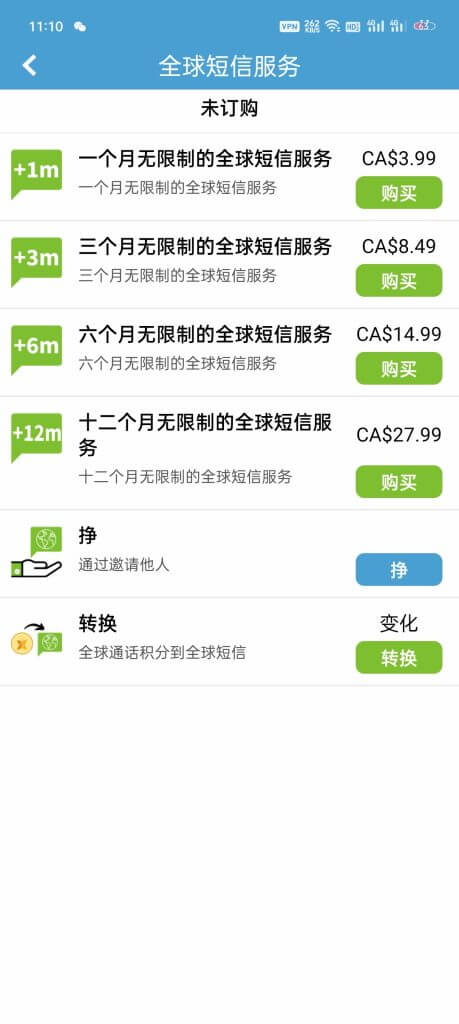 11:10
VPN 262 KB/S HD 4G 4G 63
全球短信服务
未订购
+1m
一个月无限制的全球短信服务
CA$3.99
一个月无限制的全球短信服务
购买
+3m
三个月无限制的全球短信服务
CA$8.49
三个月无限制的全球短信服务
购买
+6m
六个月无限制的全球短信服务
CA$14.99
六个月无限制的全球短信服务
购买
+12m
十二个月无限制的全球短信服
务
CA$27.99
十二个月无限制的全球短信服务
购买
挣
通过邀请他人
挣
转换
变化
全球通话积分到全球短信
转换